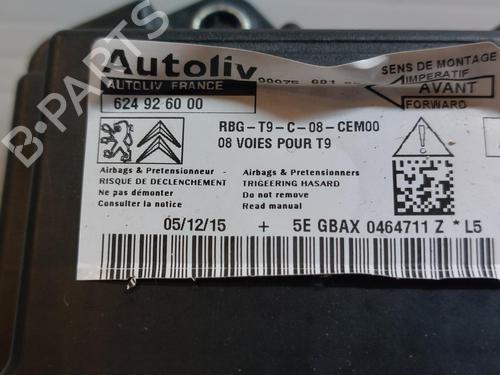 Autoliv
AUTOLIV FRANCE
624 92 60 00
SENS DE MONTAGE
IMPERATIF
AVANT
FORWARD
RBG-T9-C-08-CEM00
08 VOIES POUR T9
Airbags & Pretensionneur -
RISQUE DE DECLENCHEMENT
Ne pas démonter
Consulter la notice
Airbags & Pretensioners -
TRIGEERING HASARD
Do not remove
Read manual
05/12/15 + 5E GBAX 0464711 Z * L5
B-PARTS